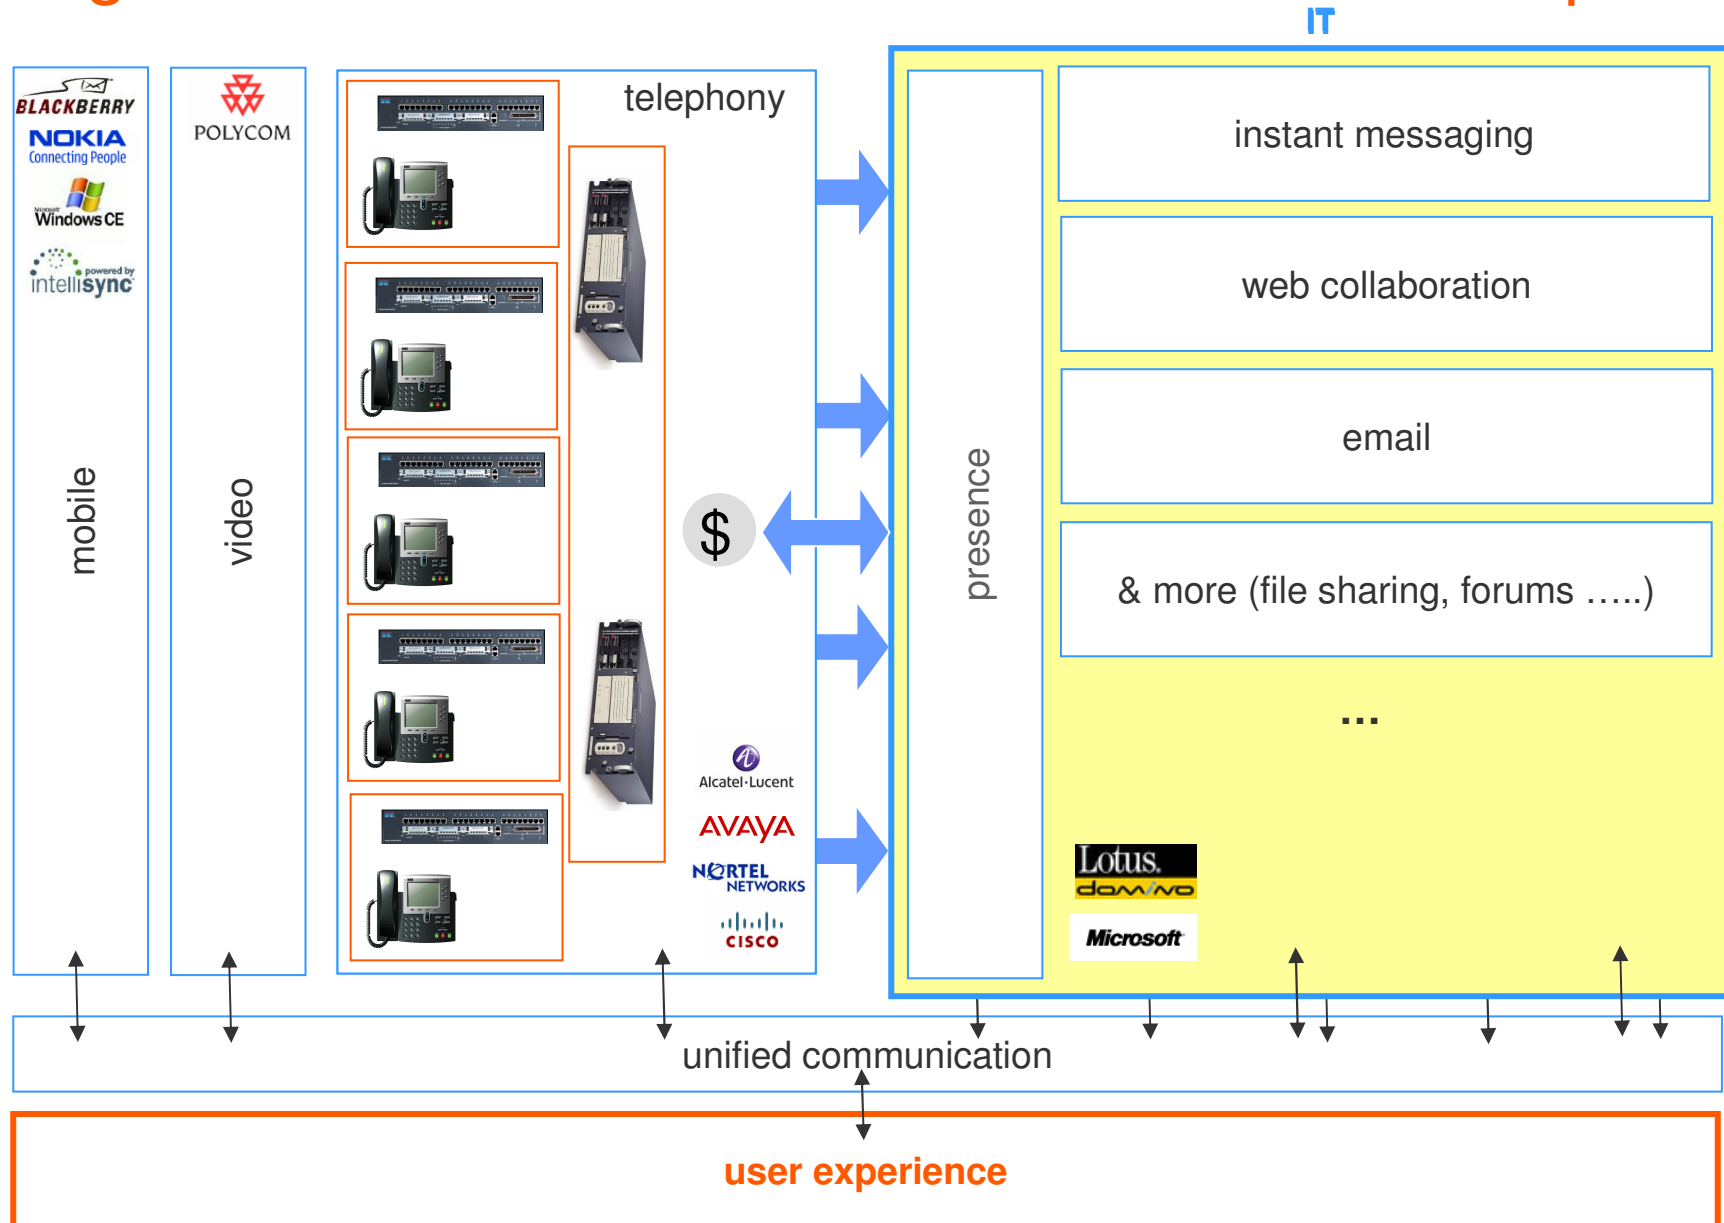 IT
BLACKBERRY
NOKIA
Connecting People
Microsoft
Windows CE
powered by
intellisync
mobile
POLYCOM
video
telephony
$
Alcatel·Lucent
AVAYA
NORTEL
NETWORKS
CISCO
presence
instant messaging
web collaboration
email
& more (file sharing, forums …..)
...
Lotus.
domino
Microsoft
unified communication
user experience